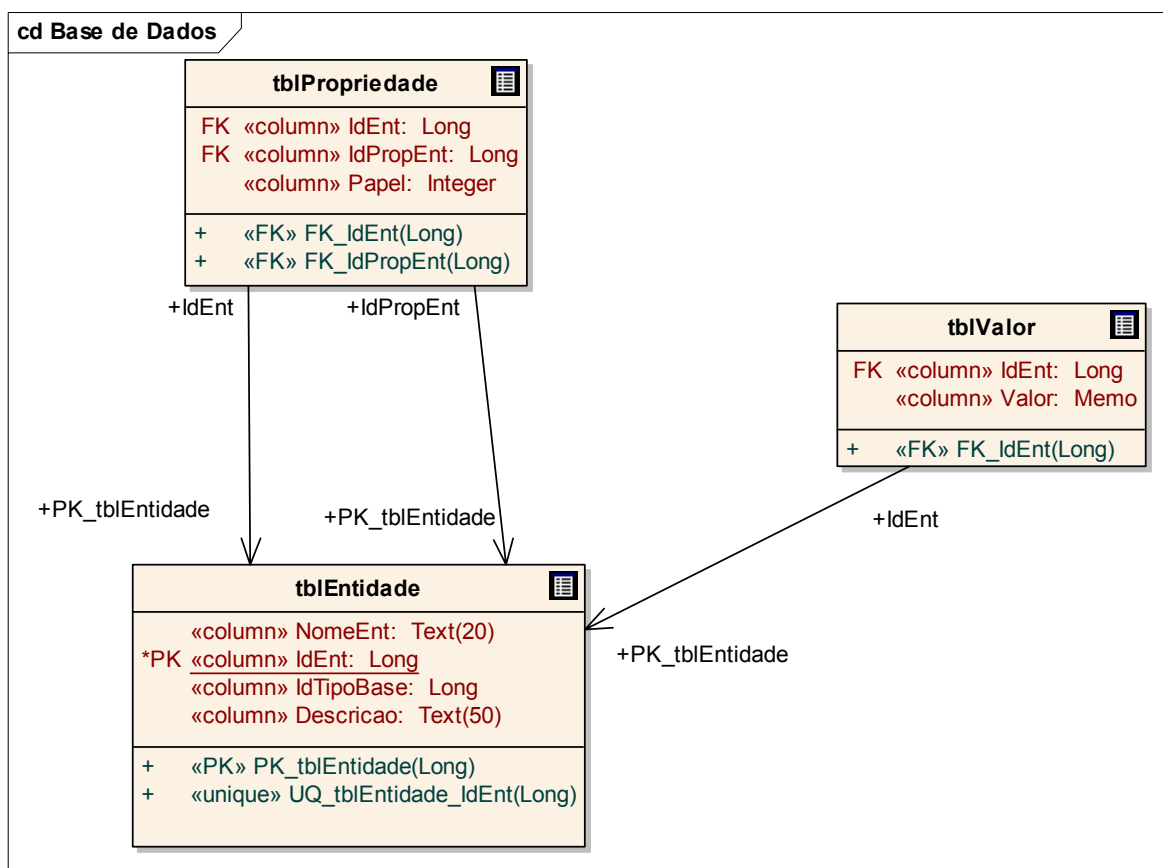 cd Base de Dados
tblPropriedade
FK «column» IdEnt: Long
FK «column» IdPropEnt: Long
«column» Papel: Integer
+ «FK» FK_IdEnt(Long)
+ «FK» FK_IdPropEnt(Long)
+IdEnt
+IdPropEnt
tblValor
FK «column» IdEnt: Long
«column» Valor: Memo
+ «FK» FK_IdEnt(Long)
+IdEnt
+PK_tblEntidade
+PK_tblEntidade
+PK_tblEntidade
tblEntidade
«column» NomeEnt: Text(20)
*PK «column» IdEnt: Long
«column» IdTipoBase: Long
«column» Descricao: Text(50)
+ «PK» PK_tblEntidade(Long)
+ «unique» UQ_tblEntidade_IdEnt(Long)